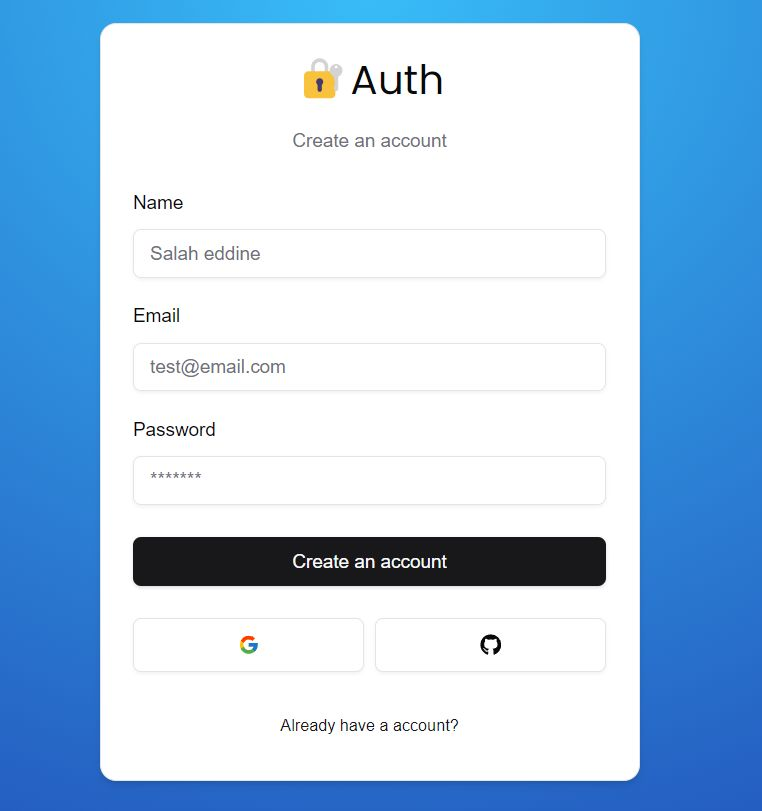 Auth
Create an account
Name
Salah eddine
Email
test@email.com
Password
*******
Create an account
Already have a account?